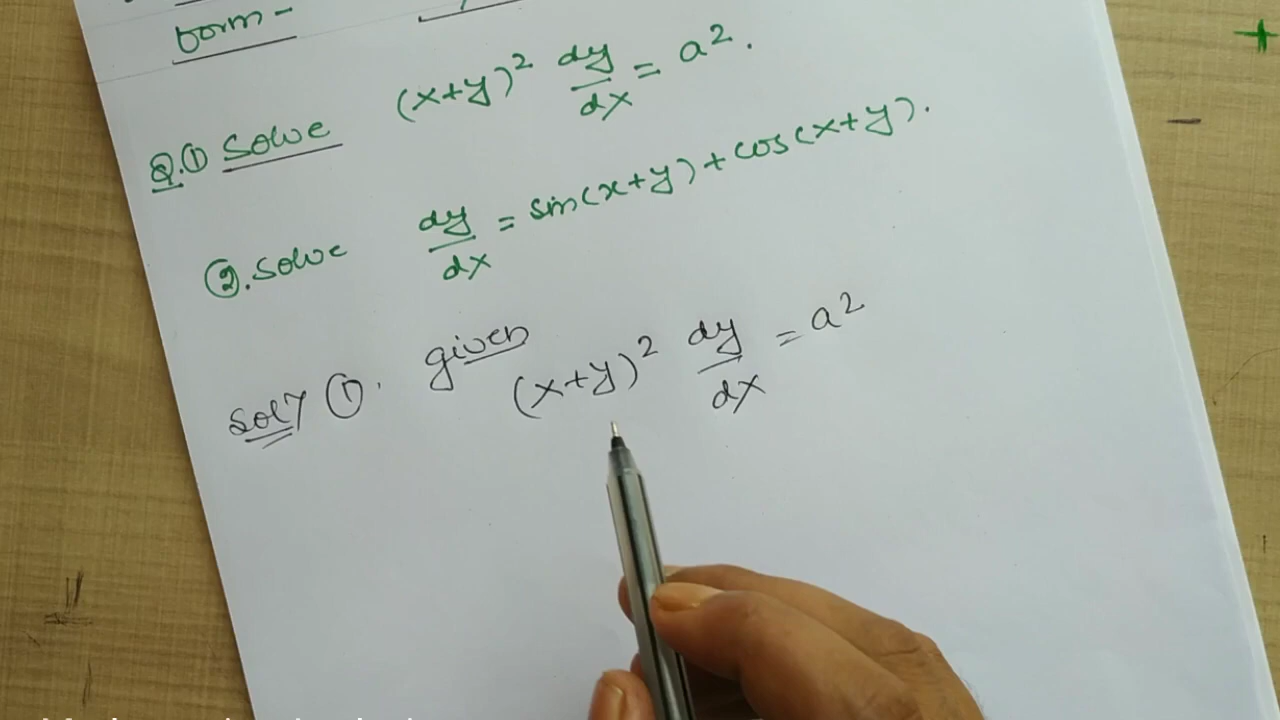 form -
Q.① Solve (x+y)² dy/dx = a².
②. Solve dy/dx = sin(x+y) + cos(x+y).
Solⁿ ①. given (x+y)² dy/dx = a²